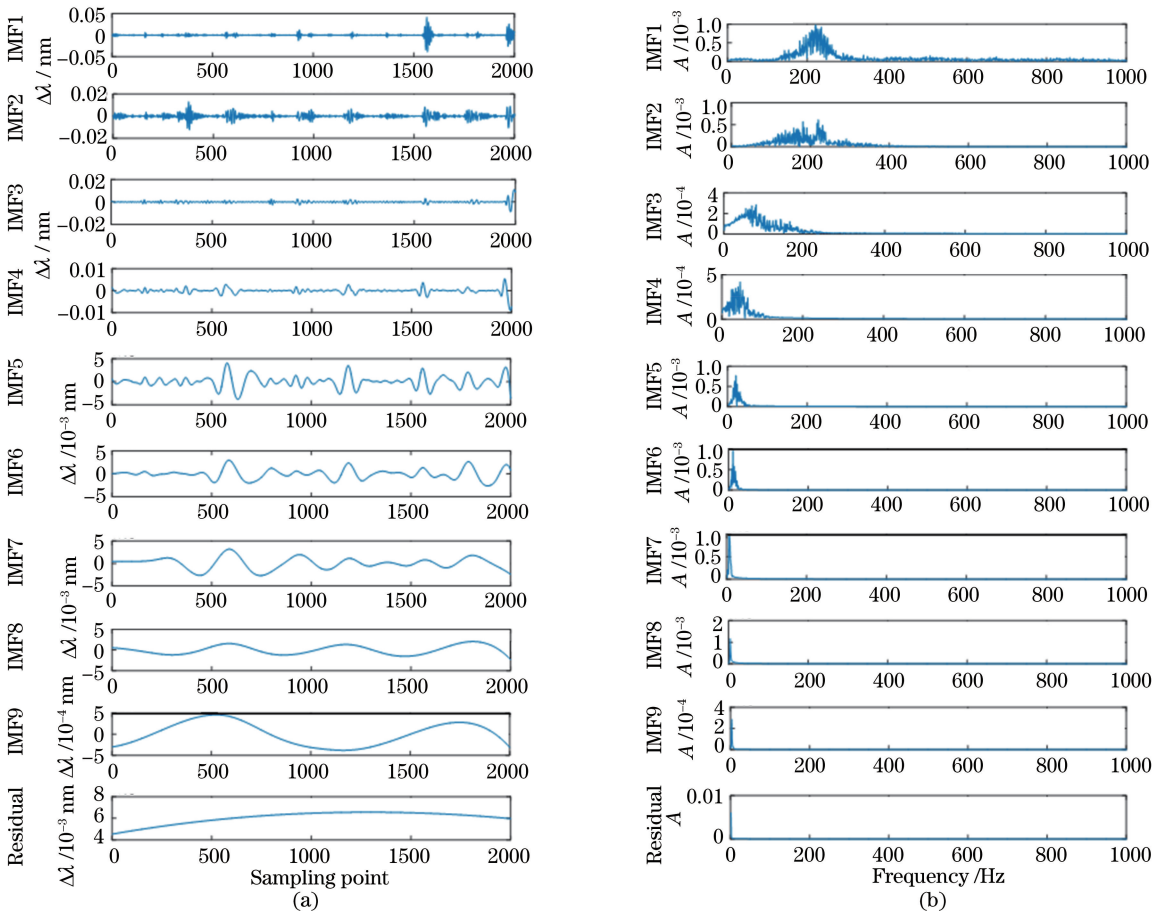 IMF1
Δλ / nm
0.05
0
−0.05
0 500 1000 1500 2000
IMF2
0.02
0
−0.02
0 500 1000 1500 2000
IMF3
Δλ / nm
0.02
0
−0.02
0 500 1000 1500 2000
IMF4
0.01
0
−0.01
0 500 1000 1500 2000
IMF5
5
0
−5
0 500 1000 1500 2000
IMF6
Δλ /10⁻³ nm
5
0
−5
0 500 1000 1500 2000
IMF7
5
0
−5
0 500 1000 1500 2000
IMF8
Δλ /10⁻³ nm
5
0
−5
0 500 1000 1500 2000
IMF9
Δλ /10⁻⁴ nm
5
0
−5
0 500 1000 1500 2000
Residual
Δλ /10⁻³ nm
8
6
4
0 500 1000 1500 2000
Sampling point
(a)
IMF1
A /10⁻³
1.0
0.5
0
0 200 400 600 800 1000
IMF2
A /10⁻³
1.0
0.5
0
0 200 400 600 800 1000
IMF3
A /10⁻⁴
4
2
0
0 200 400 600 800 1000
IMF4
A /10⁻⁴
5
0
0 200 400 600 800 1000
IMF5
A /10⁻³
1.0
0.5
0
0 200 400 600 800 1000
IMF6
A /10⁻³
1.0
0.5
0
0 200 400 600 800 1000
IMF7
A /10⁻³
1.0
0.5
0
0 200 400 600 800 1000
IMF8
A /10⁻³
2
1
0
0 200 400 600 800 1000
IMF9
A /10⁻⁴
4
2
0
0 200 400 600 800 1000
Residual
A
0.01
0
0 200 400 600 800 1000
Frequency /Hz
(b)